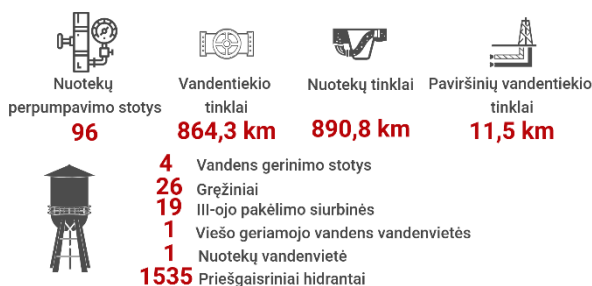 Nuotekų
perpumpavimo stotys
96
Vandentiekio
tinklai
864,3 km
Nuotekų tinklai
890,8 km
Paviršinių vandentiekio
tinklai
11,5 km
4 Vandens gerinimo stotys
26 Gręžiniai
19 III-ojo pakėlimo siurbinės
1 Viešo geriamojo vandens vandenvietės
1 Nuotekų vandenvietė
1535 Priešgaisriniai hidrantai